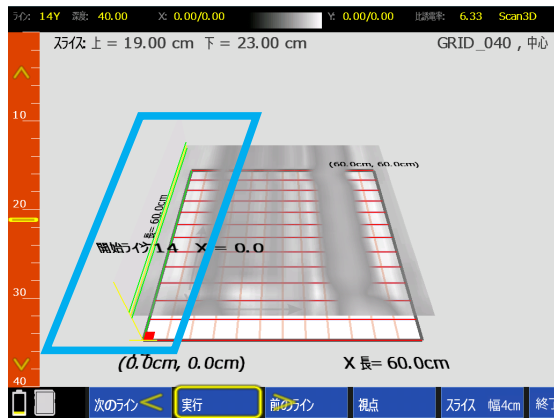 ライン: 14Y 深度: 40.00 X: 0.00/0.00 Y: 0.00/0.00 比誘電率: 6.33 Scan3D
スライス: 上 = 19.00 cm 下 = 23.00 cm GRID_040 , 中心
10
20
30
40
(60.0cm, 60.0cm)
長= 60.0cm
開始ライン 14 X = 0.0
(0.0cm, 0.0cm) X 長= 60.0cm
次のライン 実行 前のライン 視点 スライス 幅4cm